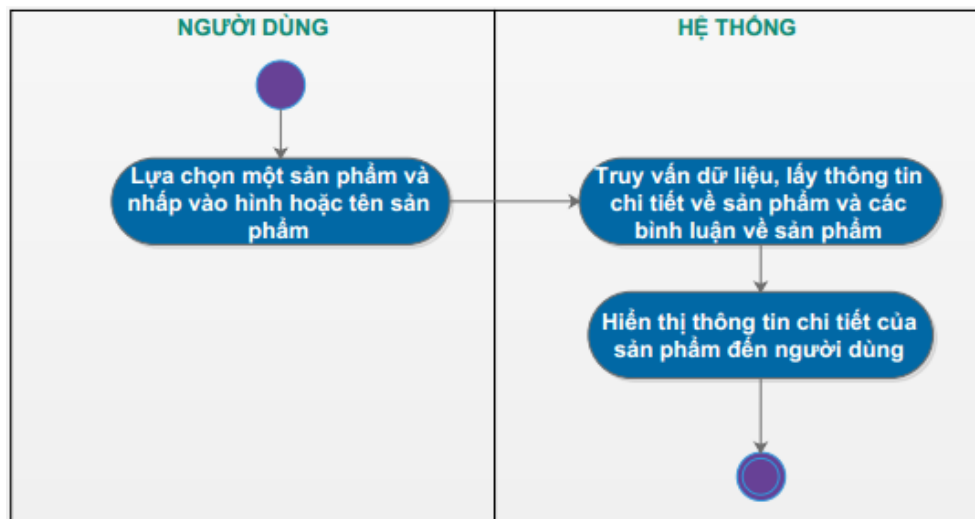 NGƯỜI DÙNG
HỆ THỐNG
Lựa chọn một sản phẩm và
nhấp vào hình hoặc tên sản
phẩm
Truy vấn dữ liệu, lấy thông tin
chi tiết về sản phẩm và các
bình luận về sản phẩm
Hiển thị thông tin chi tiết của
sản phẩm đến người dùng